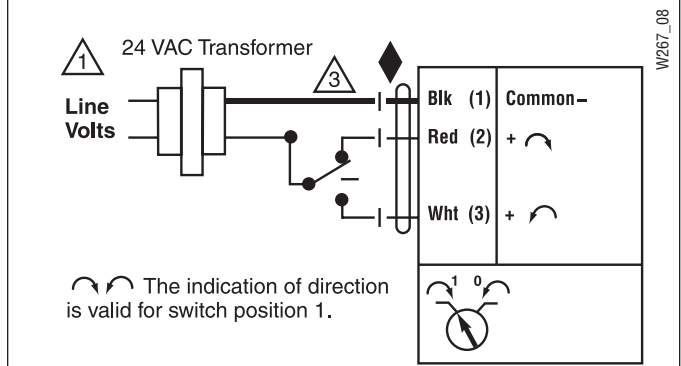 W267_08
1
24 VAC Transformer
3
Line
Volts
Blk (1) Common–
Red (2) +
Wht (3) +
The indication of direction
is valid for switch position 1.
1 0